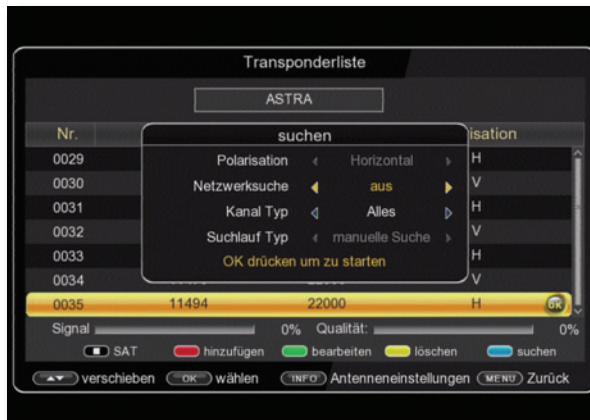 Transponderliste
ASTRA
Nr. isation
suchen
0029 H
Polarisation Horizontal
0030 V
Netzwerksuche aus
0031 H
Kanal Typ Alles
0032 V
Suchlauf Typ manuelle Suche
0033 H
OK drücken um zu starten
0034 V
0035 11494 22000 H OK
Signal 0% Qualität: 0%
SAT hinzufügen bearbeiten löschen suchen
verschieben OK wählen INFO Antenneneinstellungen MENU Zurück